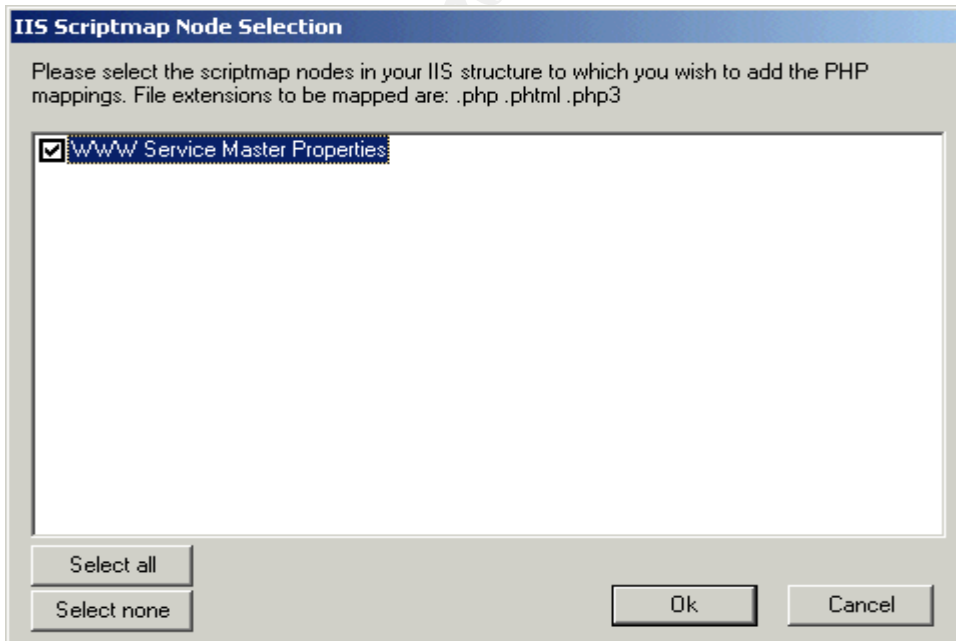 IIS Scriptmap Node Selection
Please select the scriptmap nodes in your IIS structure to which you wish to add the PHP
mappings. File extensions to be mapped are: .php .phtml .php3
WWW Service Master Properties
Select all
Select none
Ok
Cancel